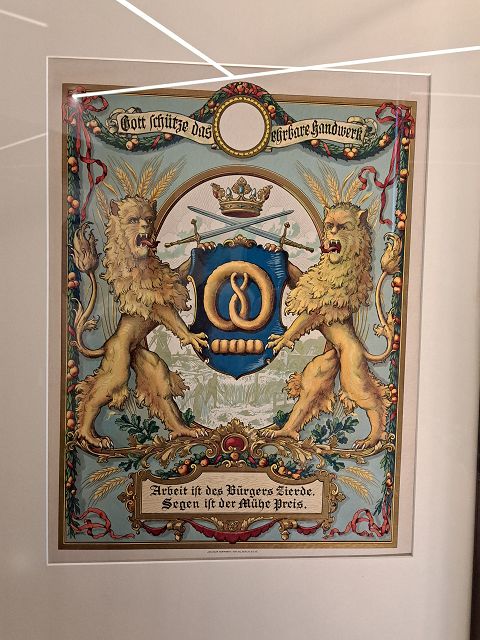 Gott schütze das ehrbare Handwerk
Arbeit ist des Bürgers Zierde.
Segen ist der Mühe Preis.